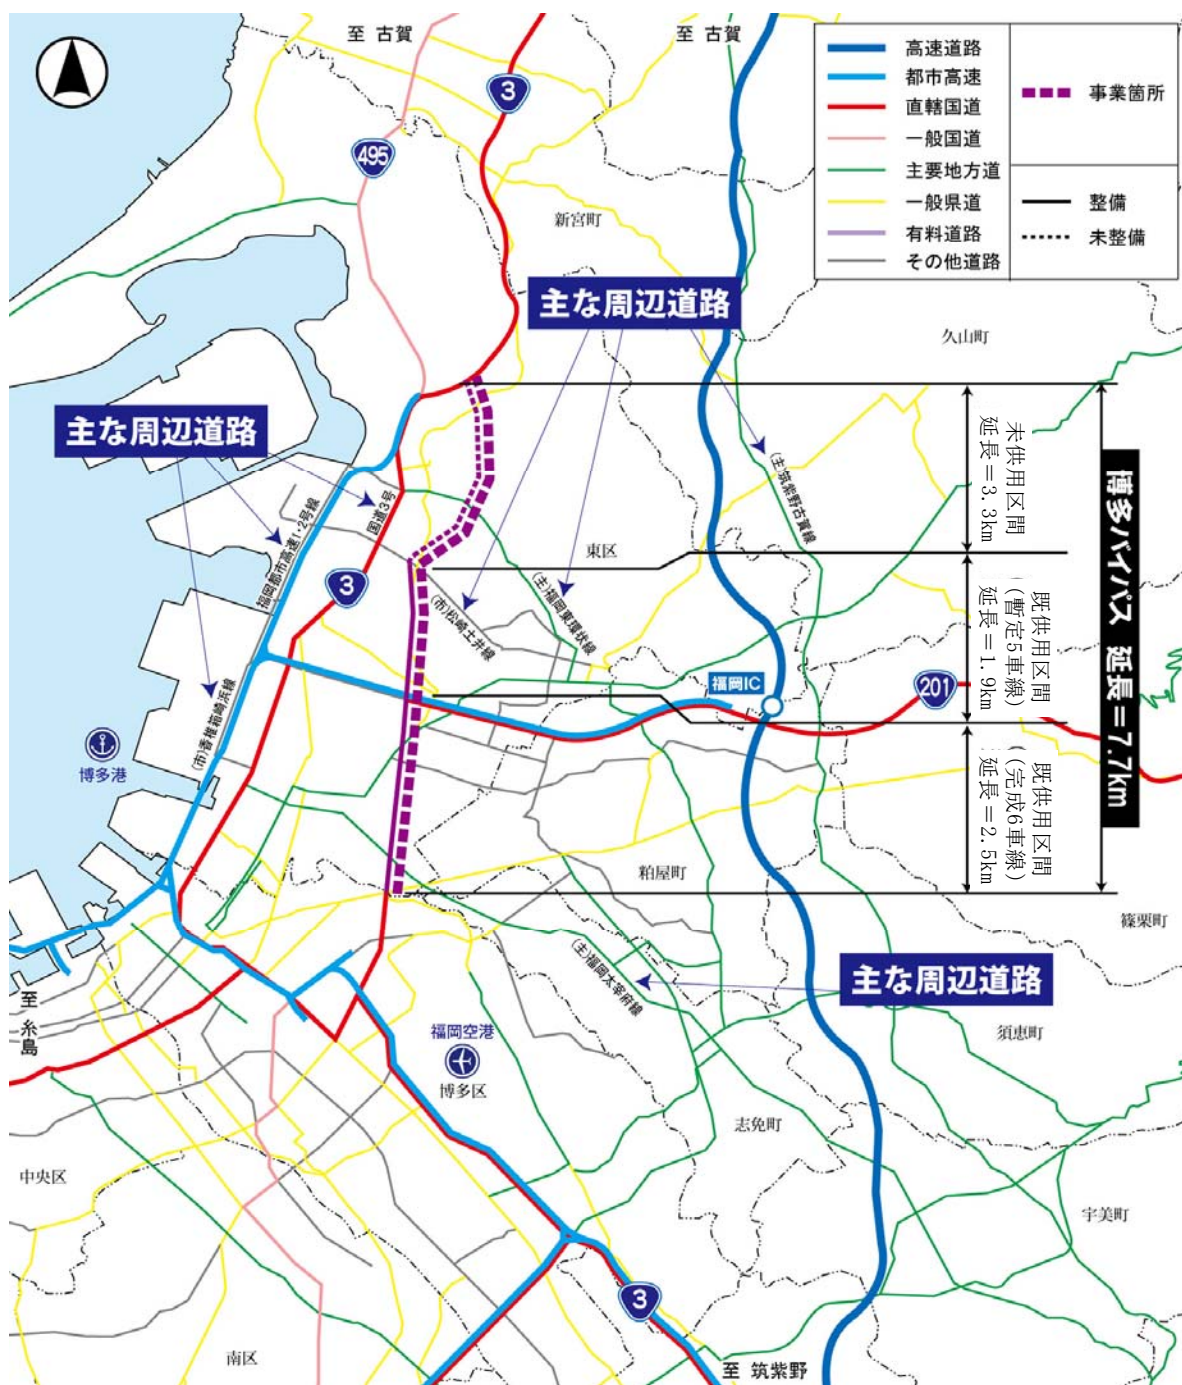 至 古賀
至 古賀
3
495
高速道路
都市高速
直轄国道
一般国道
主要地方道
一般県道
有料道路
その他道路
事業箇所
整備
未整備
新宮町
主な周辺道路
久山町
主な周辺道路
未供用区間
延長=3.3km
(主)筑紫野古賀線
国道3号
福岡都市高速1・2号線
東区
3
(市)松崎土井線
(主)福岡東環状線
博多バイパス 延長=7.7km
既供用区間
(暫定5車線)
延長=1.9km
福岡IC
201
(市)香椎箱崎浜線
博多港
既供用区間
(完成6車線)
延長=2.5km
粕屋町
篠栗町
(主)福岡太宰府線
主な周辺道路
至 糸島
須恵町
福岡空港
博多区
志免町
中央区
宇美町
3
南区
至 筑紫野